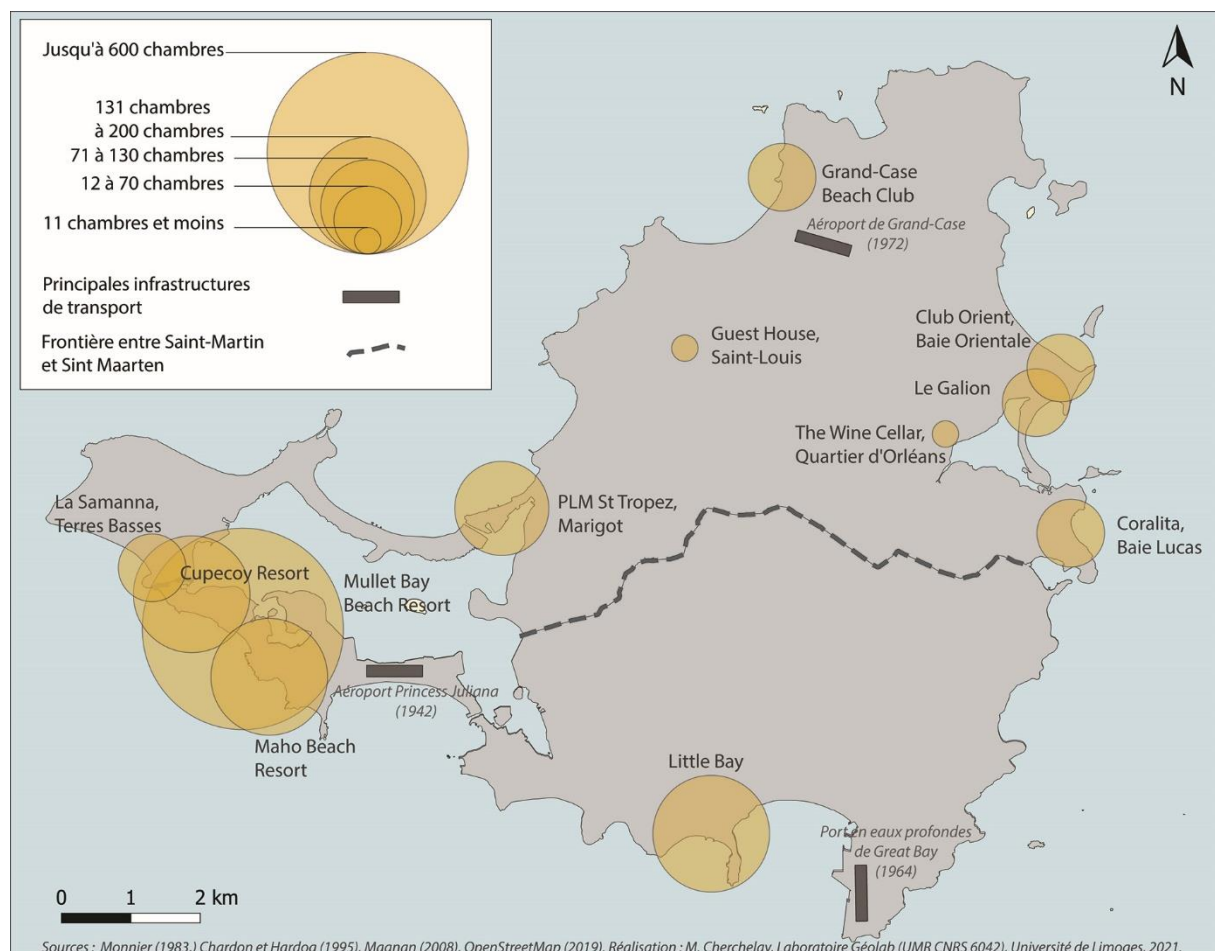 Jusqu'à 600 chambres
131 chambres
à 200 chambres
71 à 130 chambres
12 à 70 chambres
11 chambres et moins
Principales infrastructures
de transport
Frontière entre Saint-Martin
et Sint Maarten
N
Grand-Case
Beach Club
Aéroport de Grand-Case
(1972)
Guest House,
Saint-Louis
Club Orient,
Baie Orientale
Le Galion
The Wine Cellar,
Quartier d'Orléans
La Samanna,
Terres Basses
PLM St Tropez,
Marigot
Coralita,
Baie Lucas
Cupecoy Resort
Mullet Bay
Beach Resort
Aéroport Princess Juliana
(1942)
Maho Beach
Resort
Little Bay
Port en eaux profondes
de Great Bay
(1964)
0 1 2 km
Sources : Monnier (1983,) Chardon et Hardog (1995), Magnan (2008), OpenStreetMap (2019). Réalisation : M. Cherchelay, Laboratoire Géolab (UMR CNRS 6042), Université de Limoges, 2021.